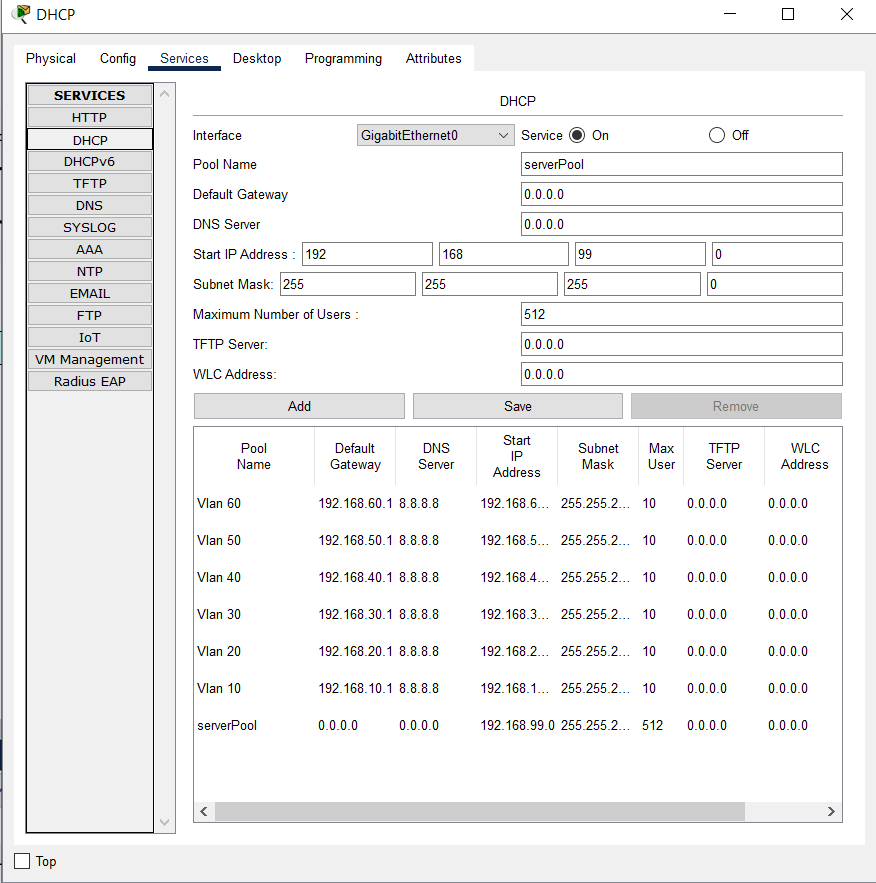 DHCP
Physical Config Services Desktop Programming Attributes
SERVICES
HTTP
DHCP
DHCPv6
TFTP
DNS
SYSLOG
AAA
NTP
EMAIL
FTP
IoT
VM Management
Radius EAP
DHCP
Interface GigabitEthernet0 Service On Off
Pool Name serverPool
Default Gateway 0.0.0.0
DNS Server 0.0.0.0
Start IP Address : 192 168 99 0
Subnet Mask: 255 255 255 0
Maximum Number of Users : 512
TFTP Server: 0.0.0.0
WLC Address: 0.0.0.0
Add Save Remove
Pool Name Default Gateway DNS Server Start IP Address Subnet Mask Max User TFTP Server WLC Address
Vlan 60 192.168.60.1 8.8.8.8 192.168.6... 255.255.2... 10 0.0.0.0 0.0.0.0
Vlan 50 192.168.50.1 8.8.8.8 192.168.5... 255.255.2... 10 0.0.0.0 0.0.0.0
Vlan 40 192.168.40.1 8.8.8.8 192.168.4... 255.255.2... 10 0.0.0.0 0.0.0.0
Vlan 30 192.168.30.1 8.8.8.8 192.168.3... 255.255.2... 10 0.0.0.0 0.0.0.0
Vlan 20 192.168.20.1 8.8.8.8 192.168.2... 255.255.2... 10 0.0.0.0 0.0.0.0
Vlan 10 192.168.10.1 8.8.8.8 192.168.1... 255.255.2... 10 0.0.0.0 0.0.0.0
serverPool 0.0.0.0 0.0.0.0 192.168.99.0 255.255.2... 512 0.0.0.0 0.0.0.0
Top